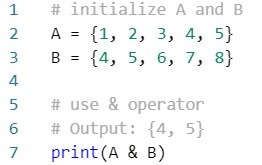 1 # initialize A and B
2 A = {1, 2, 3, 4, 5}
3 B = {4, 5, 6, 7, 8}
4
5 # use & operator
6 # Output: {4, 5}
7 print(A & B)